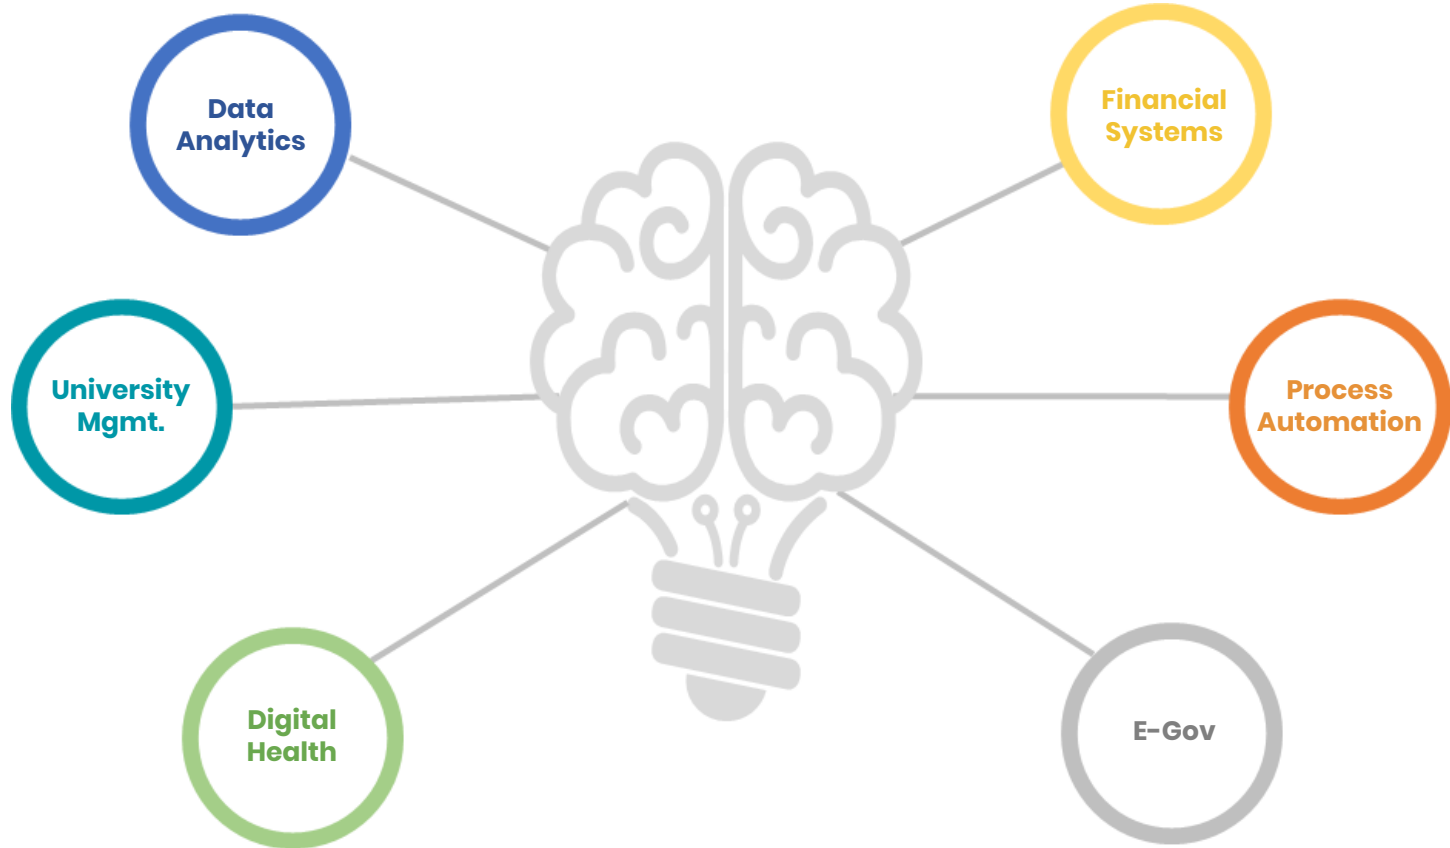 Data
Analytics
Financial
Systems
University
Mgmt.
Process
Automation
Digital
Health
E-Gov